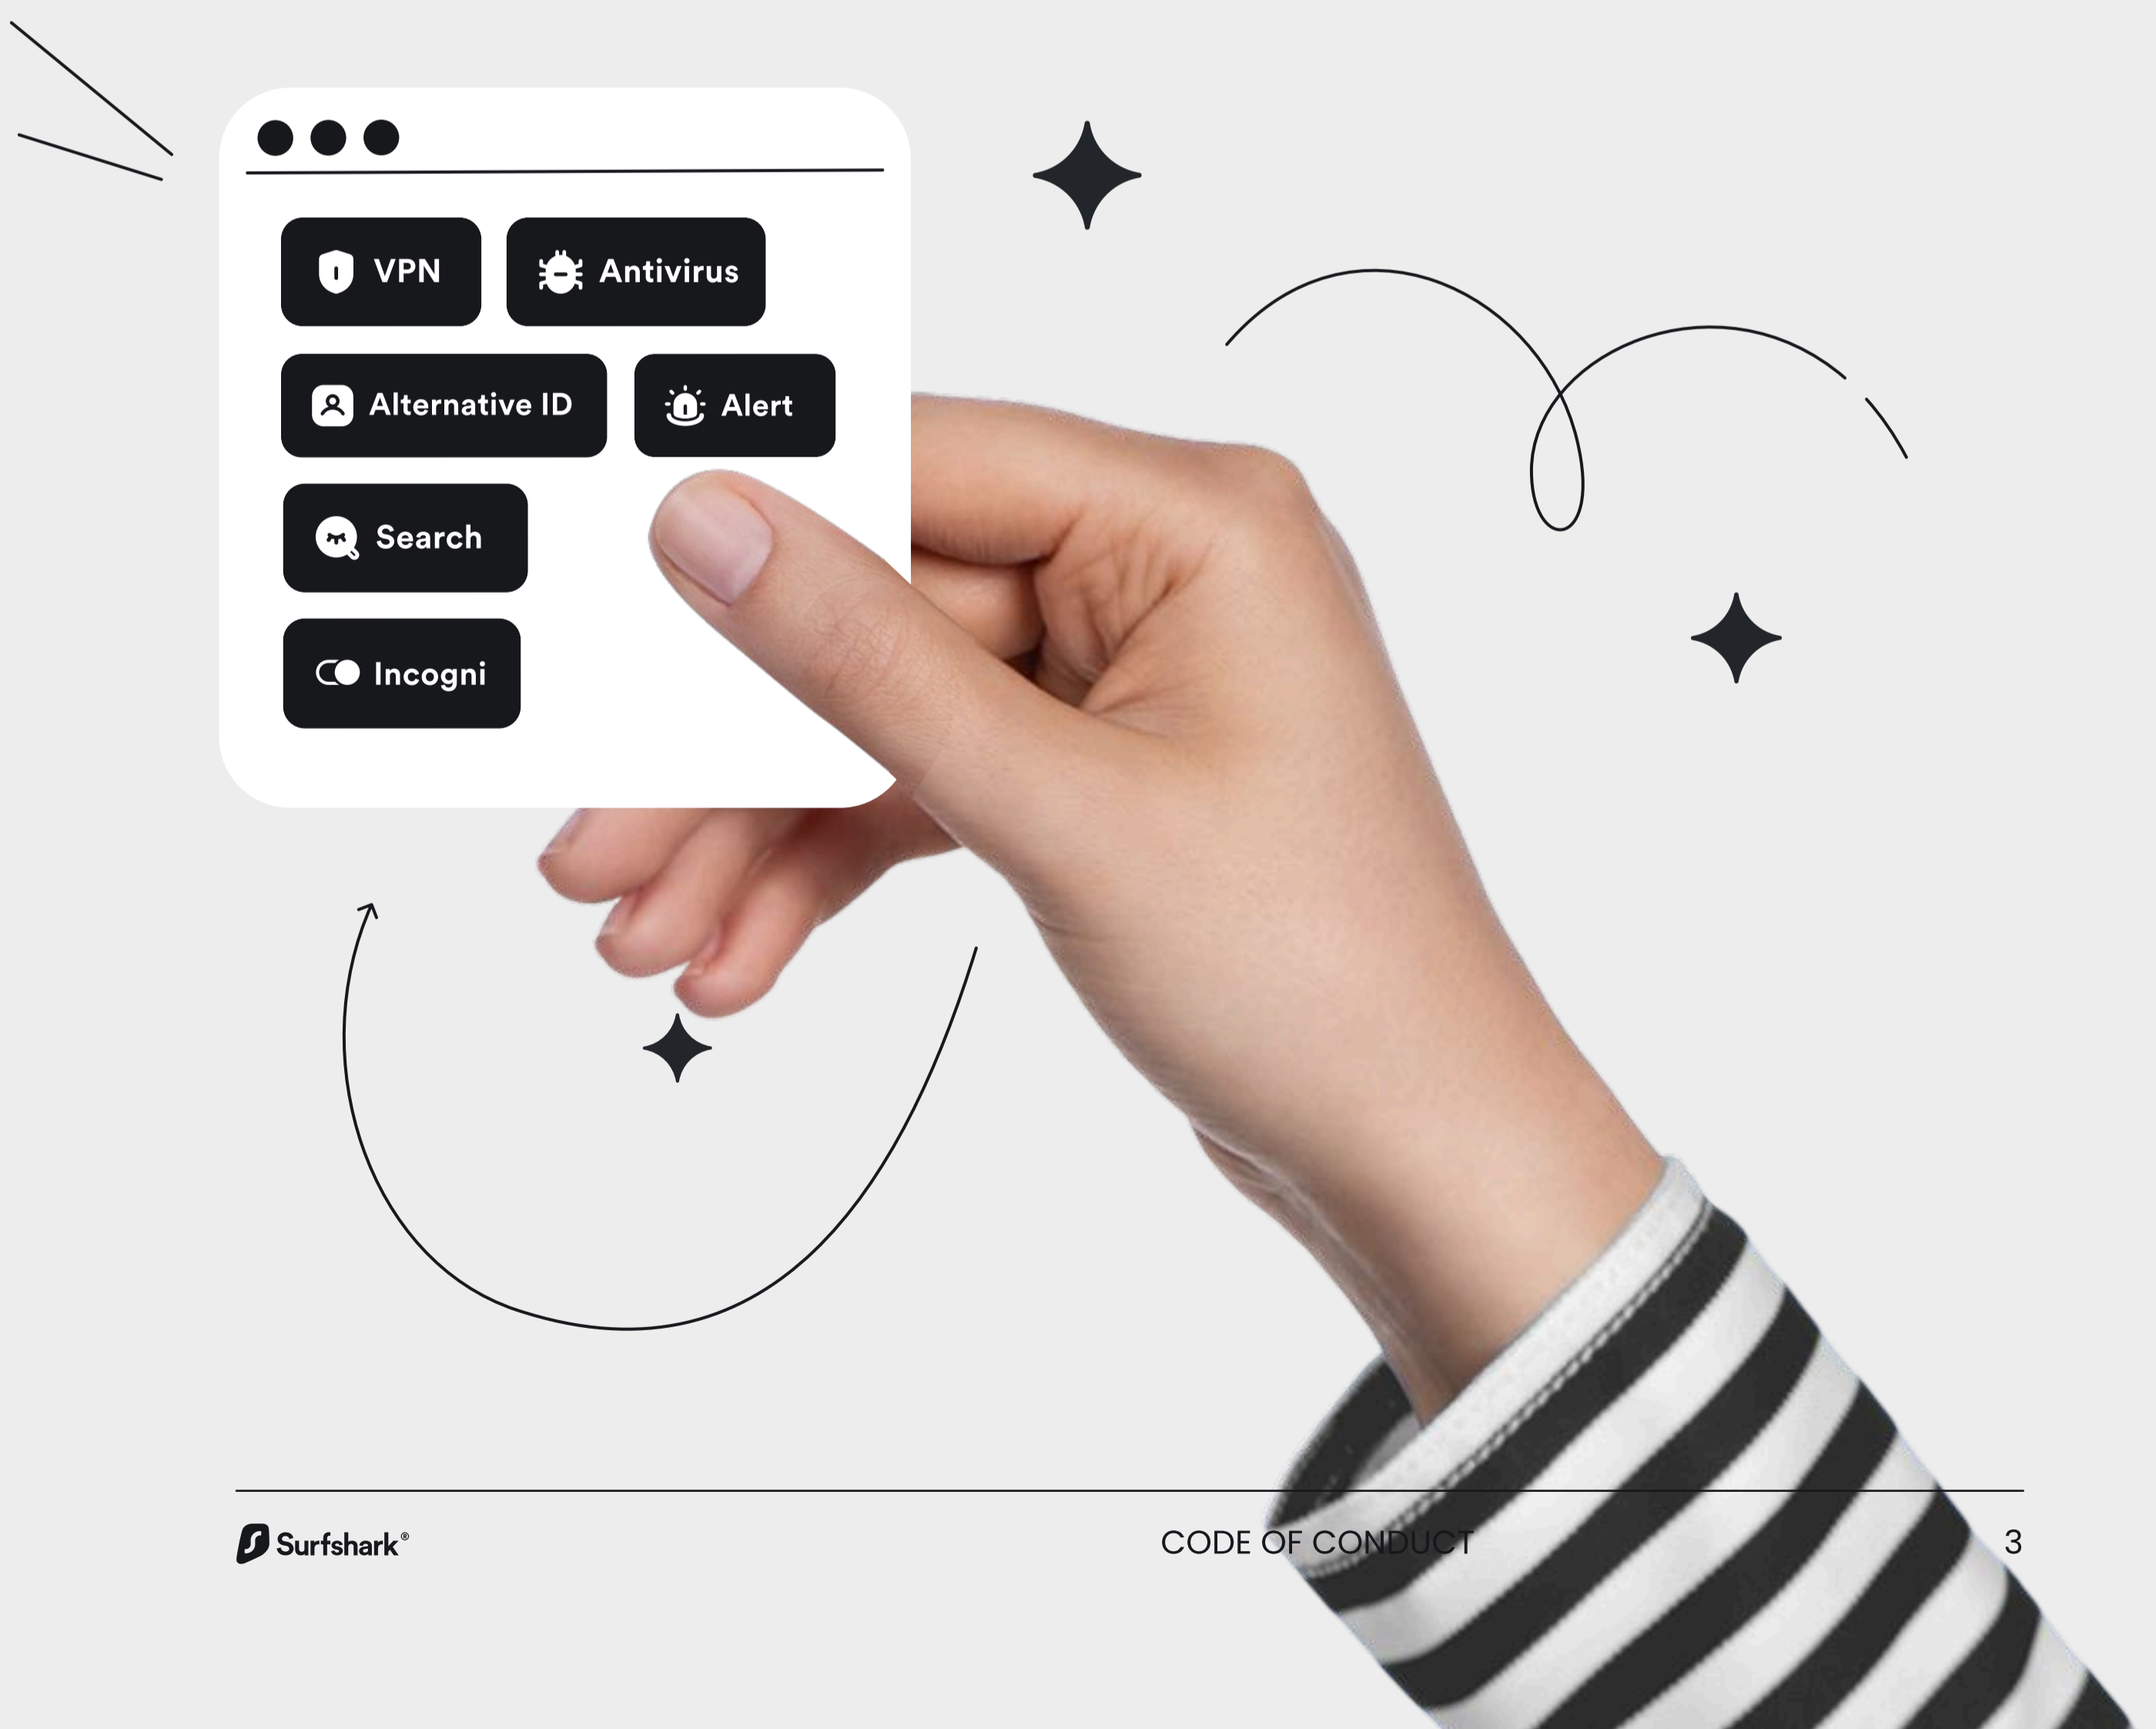 VPN
Antivirus
Alternative ID
Alert
Search
Incogni
Surfshark®
CODE OF CONDUCT
3